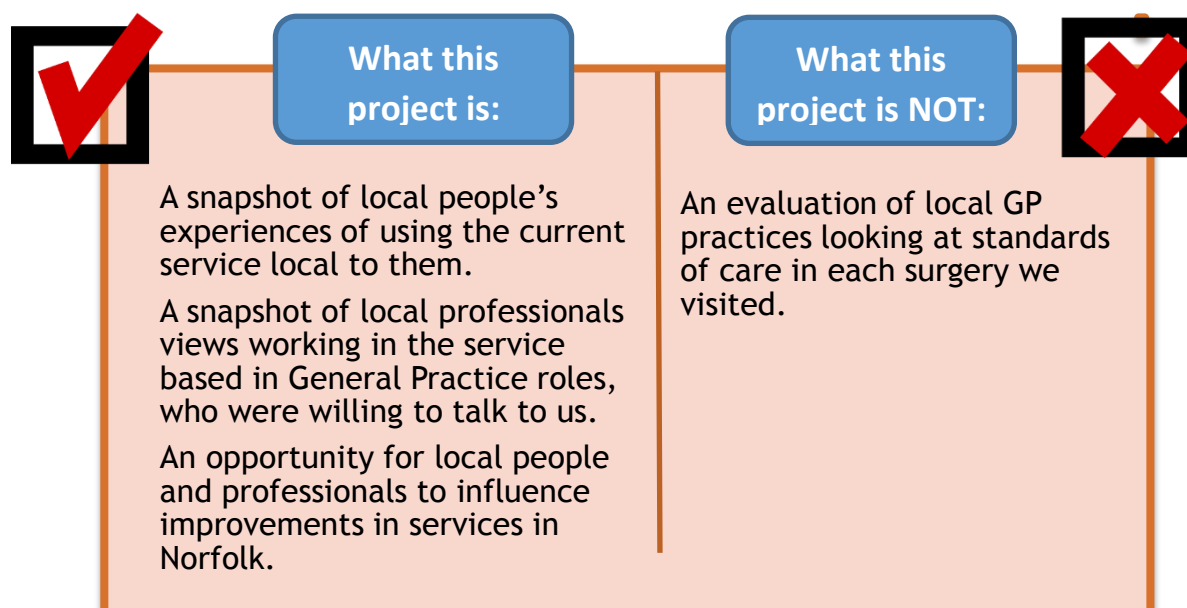 What this
project is:
A snapshot of local people’s
experiences of using the current
service local to them.
A snapshot of local professionals
views working in the service
based in General Practice roles,
who were willing to talk to us.
An opportunity for local people
and professionals to influence
improvements in services in
Norfolk.
What this
project is NOT:
An evaluation of local GP
practices looking at standards
of care in each surgery we
visited.